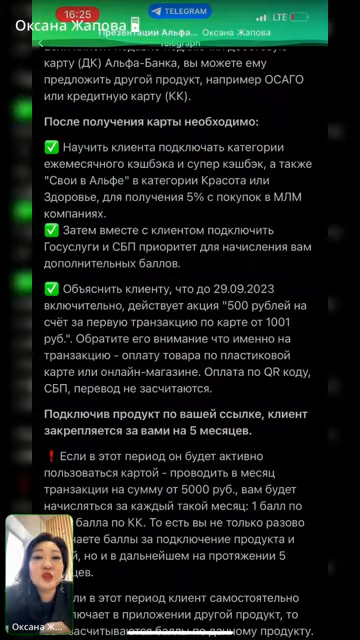 16:25
TELEGRAM
LTE
Оксана Жапова
Презентации Альфа... Оксана Жапова
Telegraph
карту (ДК) Альфа-Банка, вы можете ему
предложить другой продукт, например ОСАГО
или кредитную карту (КК).
После получения карты необходимо:
✅ Научить клиента подключать категории
ежемесячного кэшбэка и супер кэшбэк, а также
"Свои в Альфе" в категории Красота или
Здоровье, для получения 5% с покупок в МЛМ
компаниях.
✅ Затем вместе с клиентом подключить
Госуслуги и СБП приоритет для начисления вам
дополнительных баллов.
✅ Объяснить клиенту, что до 29.09.2023
включительно, действует акция "500 рублей на
счёт за первую транзакцию по карте от 1001
руб.". Обратите его внимание что именно на
транзакцию - оплату товара по пластиковой
карте или онлайн-магазине. Оплата по QR коду,
СБП, перевод не засчитаются.
Подключив продукт по вашей ссылке, клиент
закрепляется за вами на 5 месяцев.
❗ Если в этот период он будет активно
пользоваться картой - проводить в месяц
транзакции на сумму от 5000 руб., вам будет
начисляться за каждый такой месяц: 1 балл по
балла по КК. То есть вы не только разово
баллы за подключение продукта и
но и в дальнейшем на протяжении 5
в этот период клиент самостоятельно
в приложении другой продукт, то
баллы по данному продукту.
Оксана Ж...